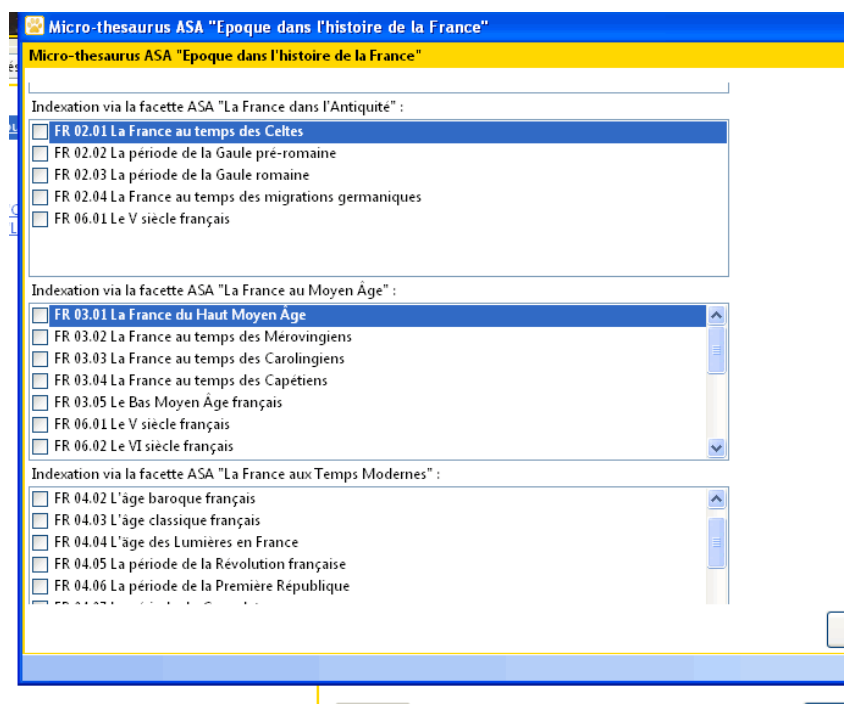 Micro-thesaurus ASA "Epoque dans l'histoire de la France"
Micro-thesaurus ASA "Epoque dans l'histoire de la France"
Indexation via la facette ASA "La France dans l'Antiquité" :
FR 02.01 La France au temps des Celtes
FR 02.02 La période de la Gaule pré-romaine
FR 02.03 La période de la Gaule romaine
FR 02.04 La France au temps des migrations germaniques
FR 06.01 Le V siècle français
Indexation via la facette ASA "La France au Moyen Âge" :
FR 03.01 La France du Haut Moyen Âge
FR 03.02 La France au temps des Mérovingiens
FR 03.03 La France au temps des Carolingiens
FR 03.04 La France au temps des Capétiens
FR 03.05 Le Bas Moyen Âge français
FR 06.01 Le V siècle français
FR 06.02 Le VI siècle français
Indexation via la facette ASA "La France aux Temps Modernes" :
FR 04.02 L'âge baroque français
FR 04.03 L'âge classique français
FR 04.04 L'äge des Lumières en France
FR 04.05 La période de la Révolution française
FR 04.06 La période de la Première République